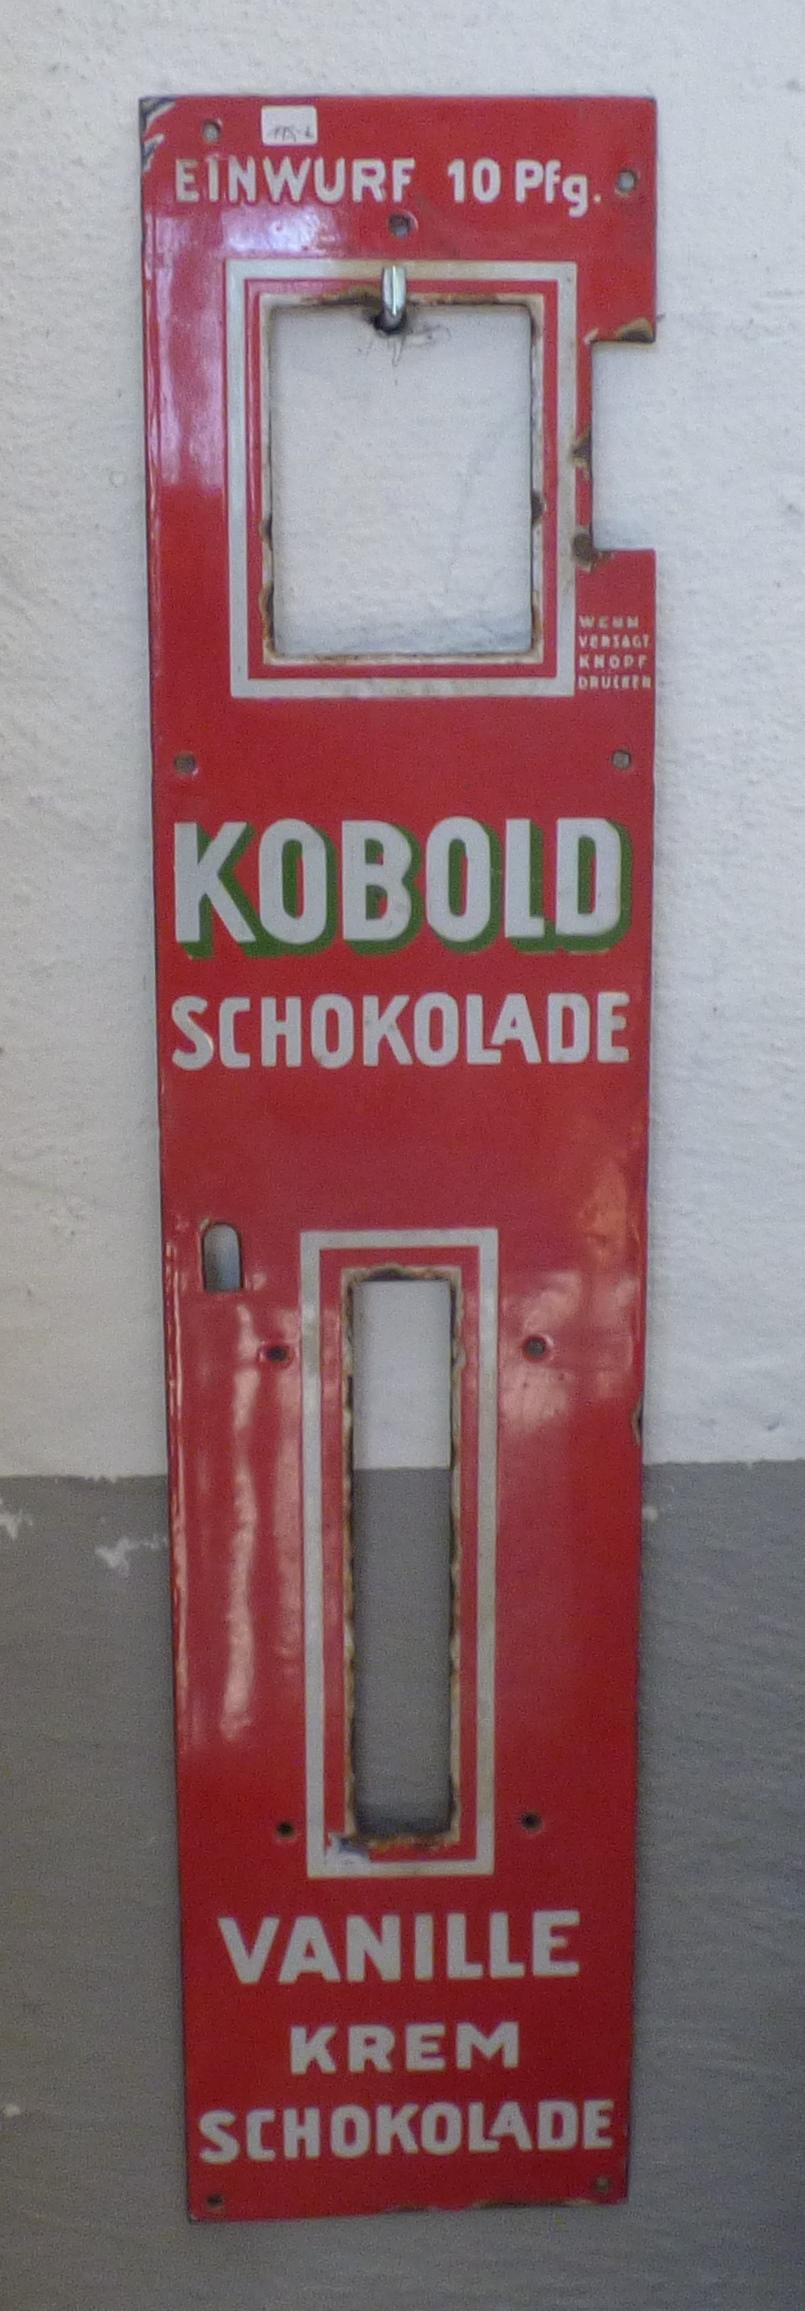 EINWURF 10 Pfg.
WENN
VERSAGT
KNOPF
DRÜCKEN
KOBOLD
SCHOKOLADE
VANILLE
KREM
SCHOKOLADE